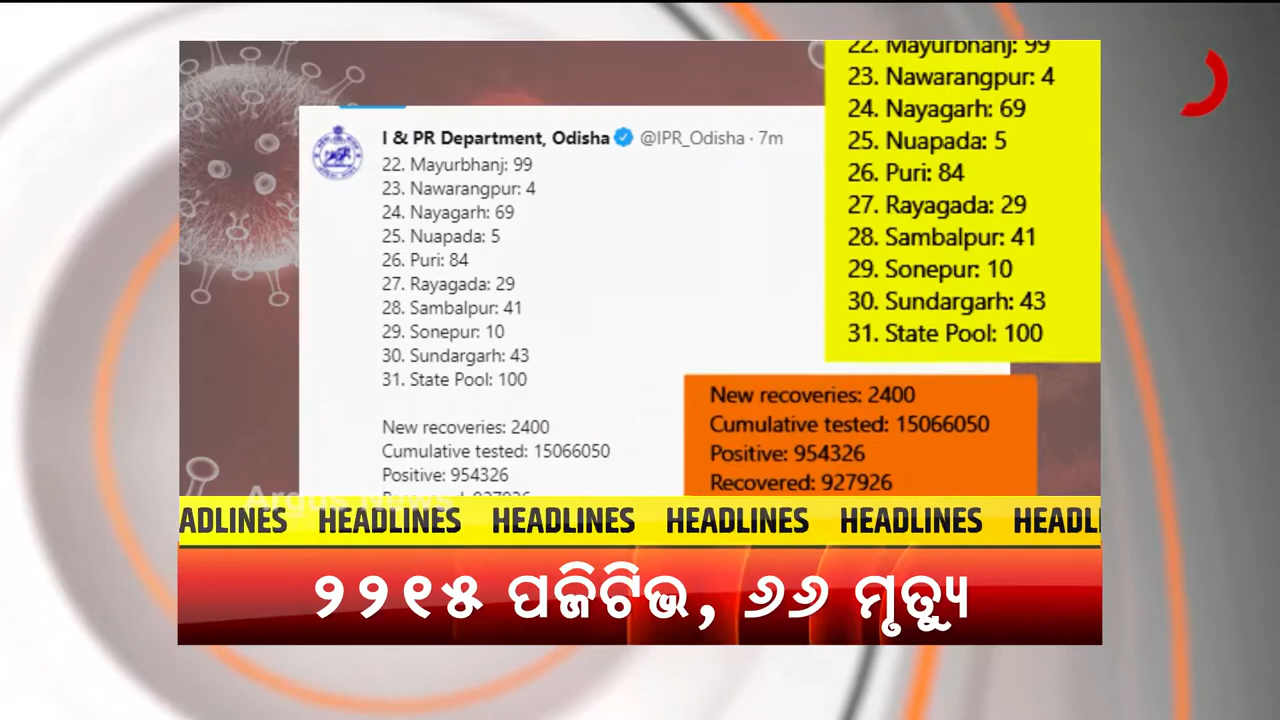 I & PR Department, Odisha @IPR_Odisha · 7m
22. Mayurbhanj: 99
23. Nawarangpur: 4
24. Nayagarh: 69
25. Nuapada: 5
26. Puri: 84
27. Rayagada: 29
28. Sambalpur: 41
29. Sonepur: 10
30. Sundargarh: 43
31. State Pool: 100
New recoveries: 2400
Cumulative tested: 15066050
Positive: 954326
22. Mayurbhanj: 99
23. Nawarangpur: 4
24. Nayagarh: 69
25. Nuapada: 5
26. Puri: 84
27. Rayagada: 29
28. Sambalpur: 41
29. Sonepur: 10
30. Sundargarh: 43
31. State Pool: 100
New recoveries: 2400
Cumulative tested: 15066050
Positive: 954326
Recovered: 927926
Argus News
ADLINES HEADLINES HEADLINES HEADLINES HEADLINES HEADL
୨୨୧୫ ପଜିଟିଭ, ୬୬ ମୃତ୍ୟୁ